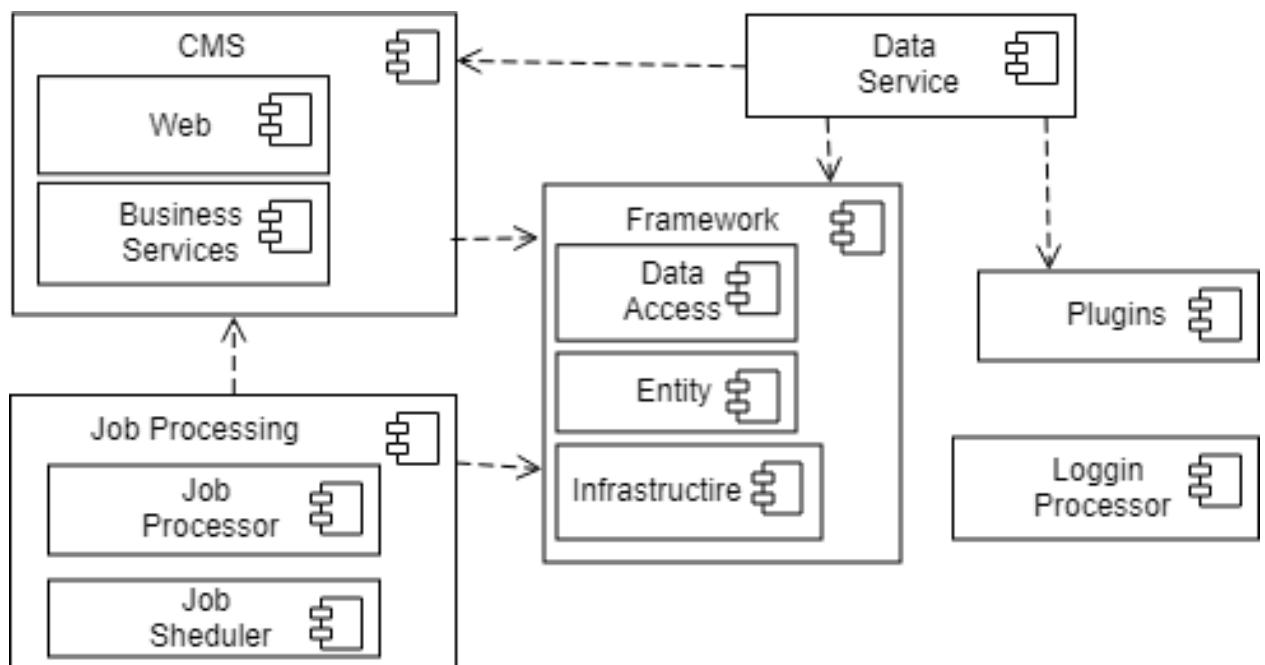 CMS
Web
Business
Services
Data
Service
Framework
Data
Access
Entity
Infrastructire
Plugins
Loggin
Processor
Job Processing
Job
Processor
Job
Sheduler